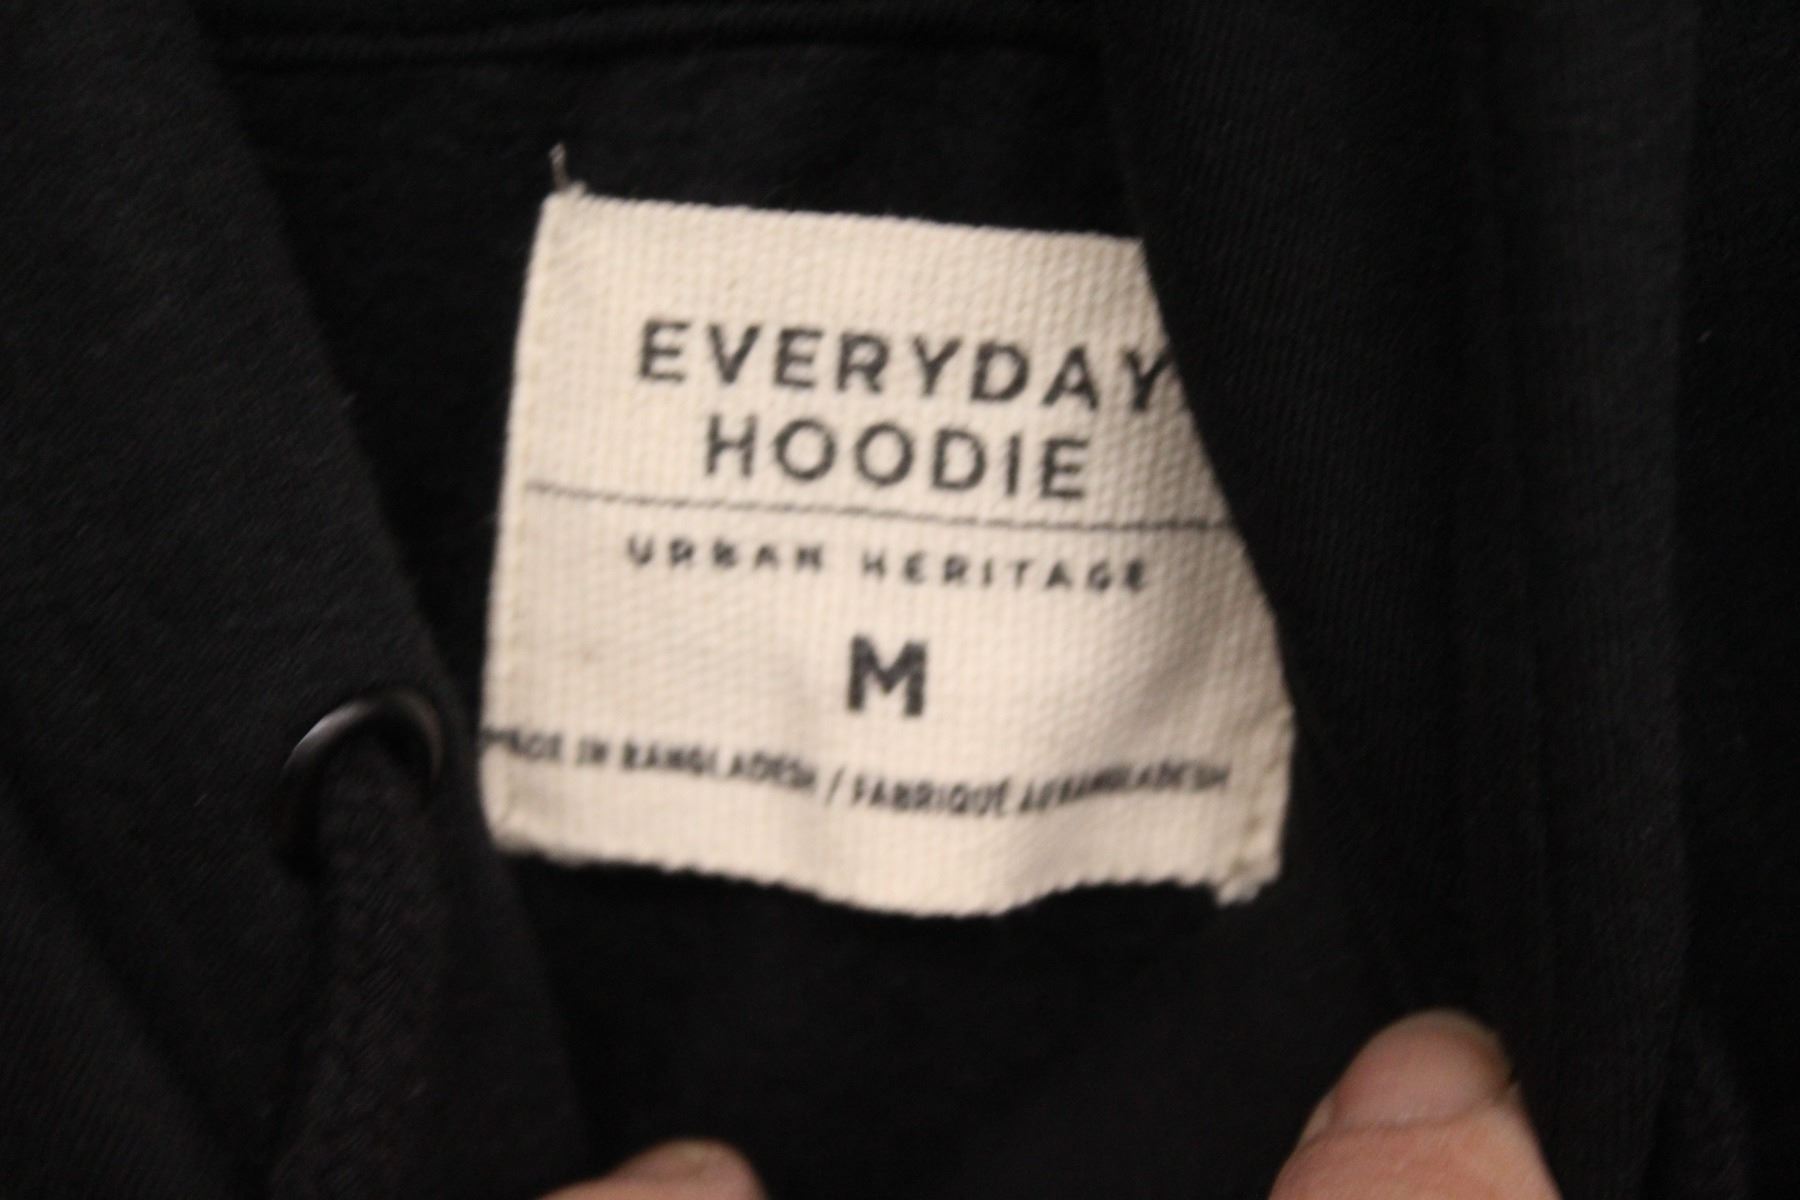 EVERYDAY
HOODIE
URBAN HERITAGE
M
MADE IN BANGLADESH / FABRIQUÉ AU BANGLADESH